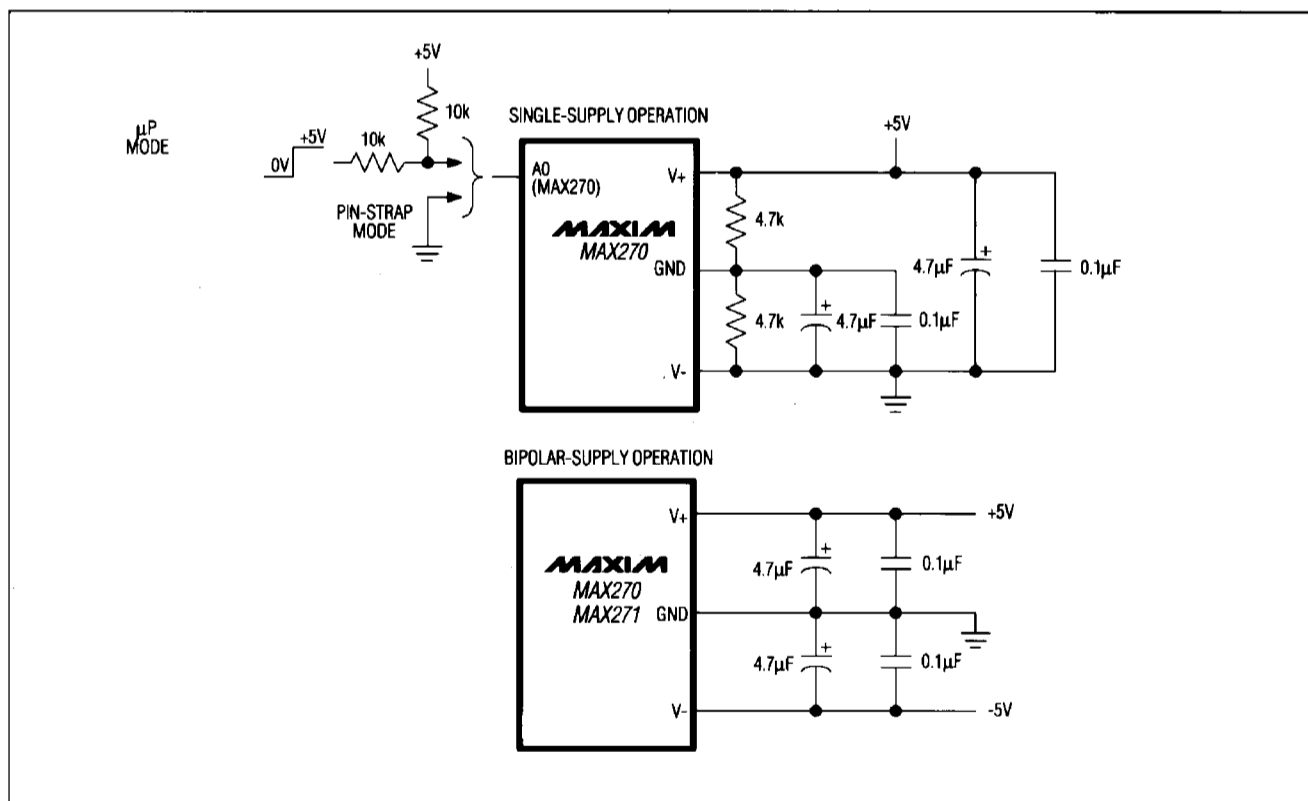 +5V
10k
SINGLE-SUPPLY OPERATION
µP
MODE
0V
+5V
10k
PIN-STRAP
MODE
A0
(MAX270)
MAXIM
MAX270
V+
GND
V-
+5V
4.7k
4.7k
+
4.7µF
0.1µF
+
4.7µF
0.1µF
BIPOLAR-SUPPLY OPERATION
MAXIM
MAX270
MAX271
V+
GND
V-
+
4.7µF
0.1µF
+5V
+
4.7µF
0.1µF
-5V